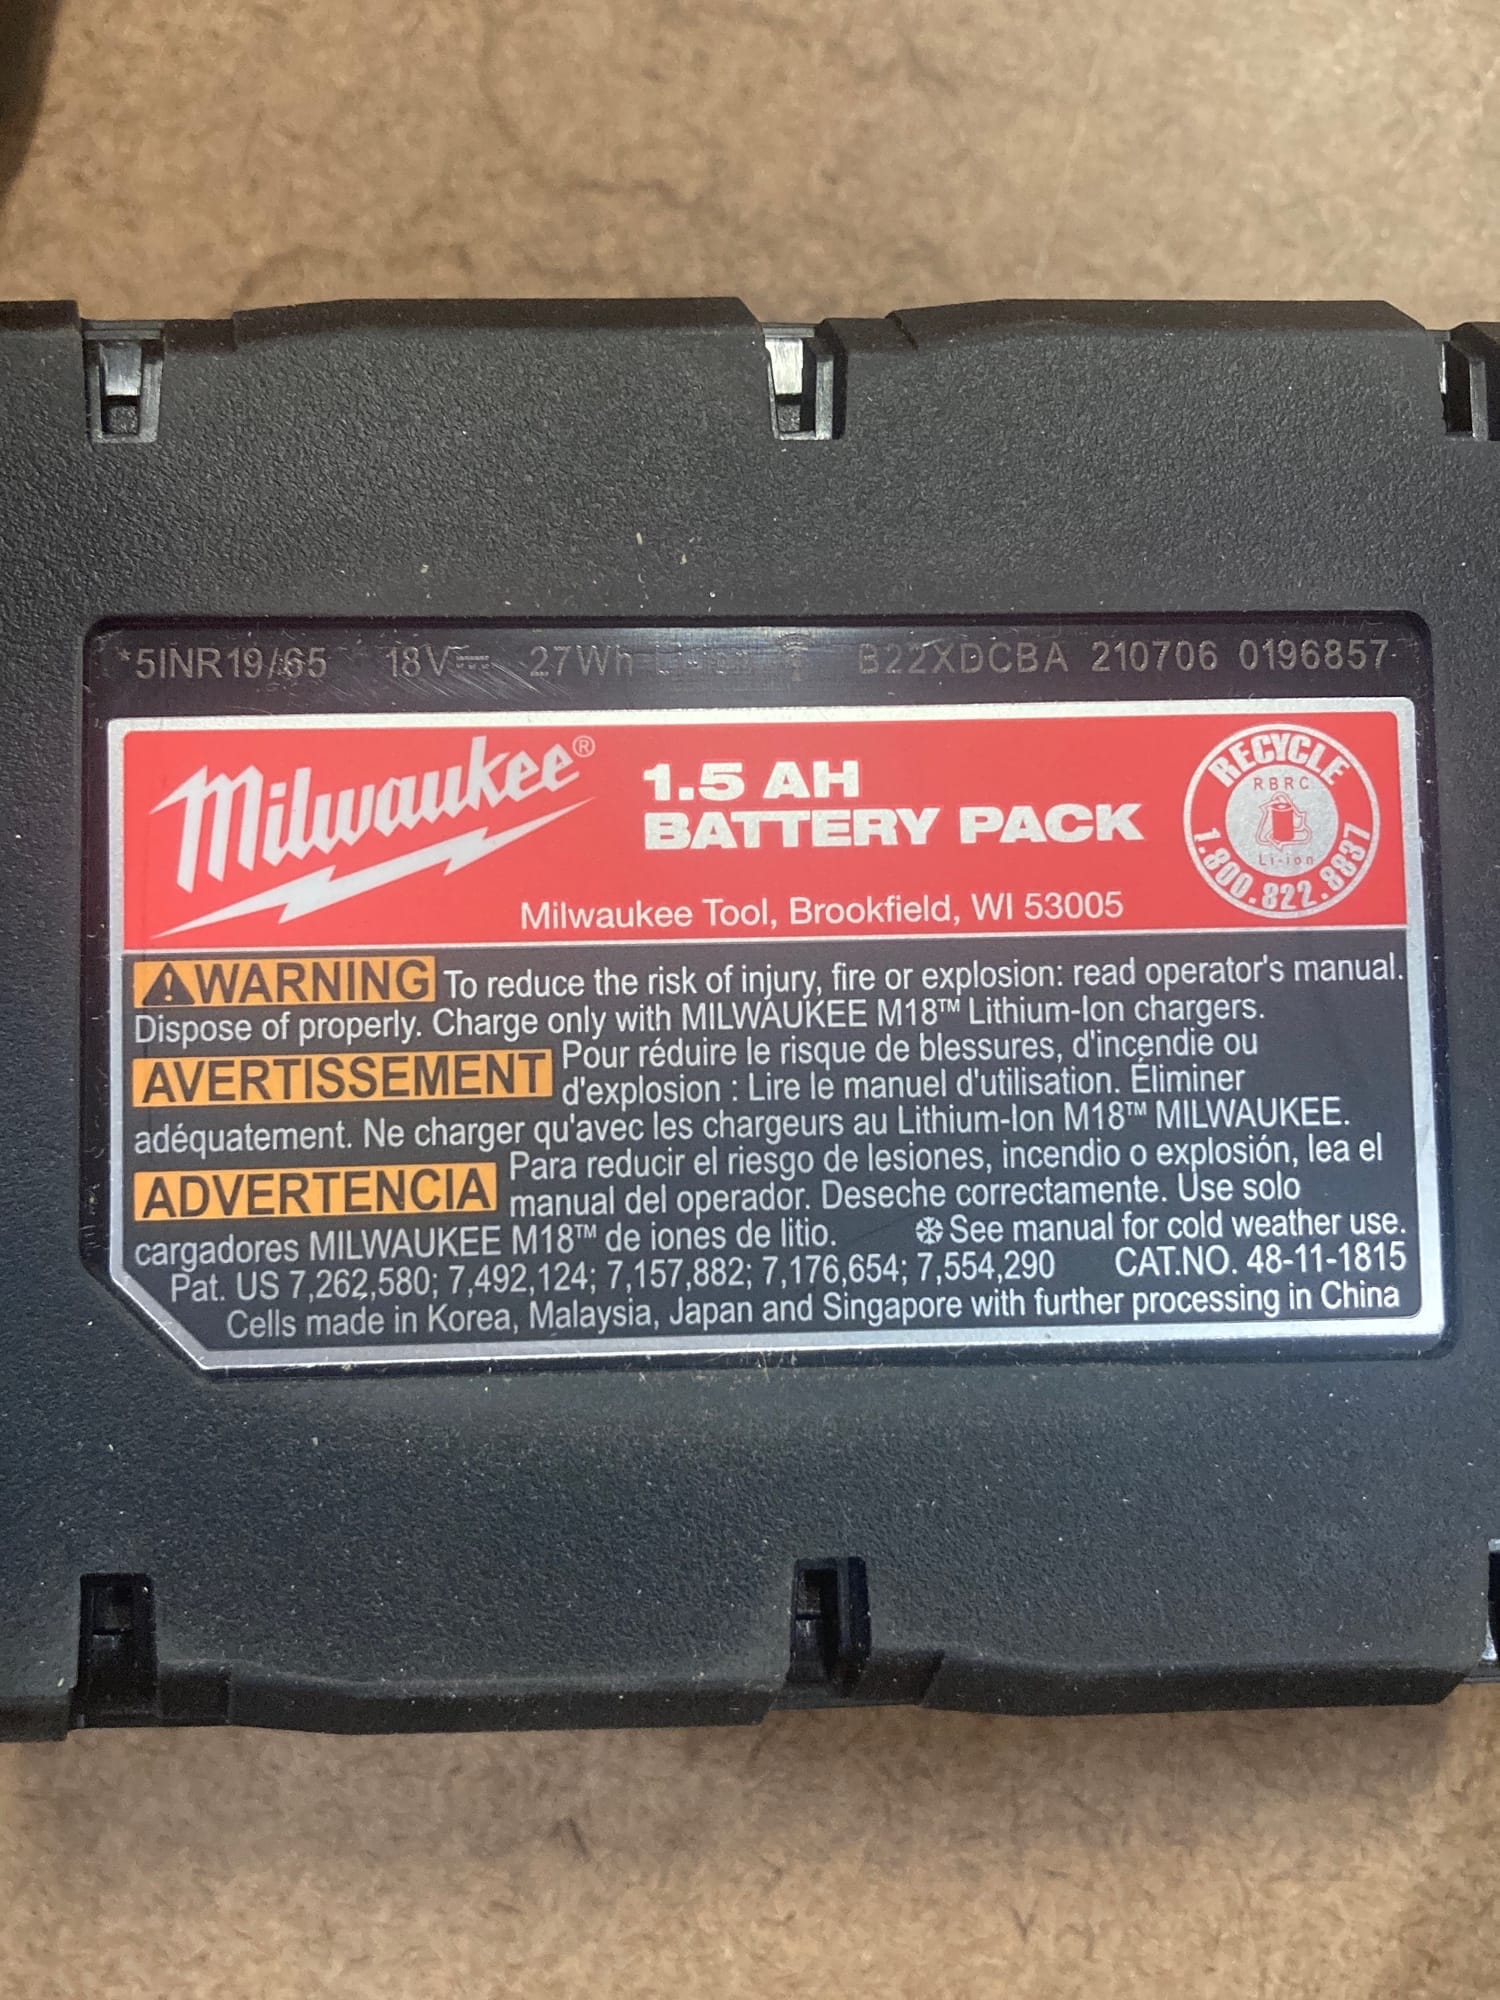 *5INR19/65 18V 27Wh Li-ion B22XDCBA 210706 0196857
Milwaukee®
1.5 AH
BATTERY PACK
Milwaukee Tool, Brookfield, WI 53005
RECYCLE
RBRC
Li-ion
1.800.822.8837
WARNING To reduce the risk of injury, fire or explosion: read operator's manual.
Dispose of properly. Charge only with MILWAUKEE M18™ Lithium-Ion chargers.
AVERTISSEMENT Pour réduire le risque de blessures, d'incendie ou
d'explosion : Lire le manuel d'utilisation. Éliminer
adéquatement. Ne charger qu'avec les chargeurs au Lithium-Ion M18™ MILWAUKEE.
ADVERTENCIA Para reducir el riesgo de lesiones, incendio o explosión, lea el
manual del operador. Deseche correctamente. Use solo
cargadores MILWAUKEE M18™ de iones de litio. See manual for cold weather use.
Pat. US 7,262,580; 7,492,124; 7,157,882; 7,176,654; 7,554,290 CAT.NO. 48-11-1815
Cells made in Korea, Malaysia, Japan and Singapore with further processing in China